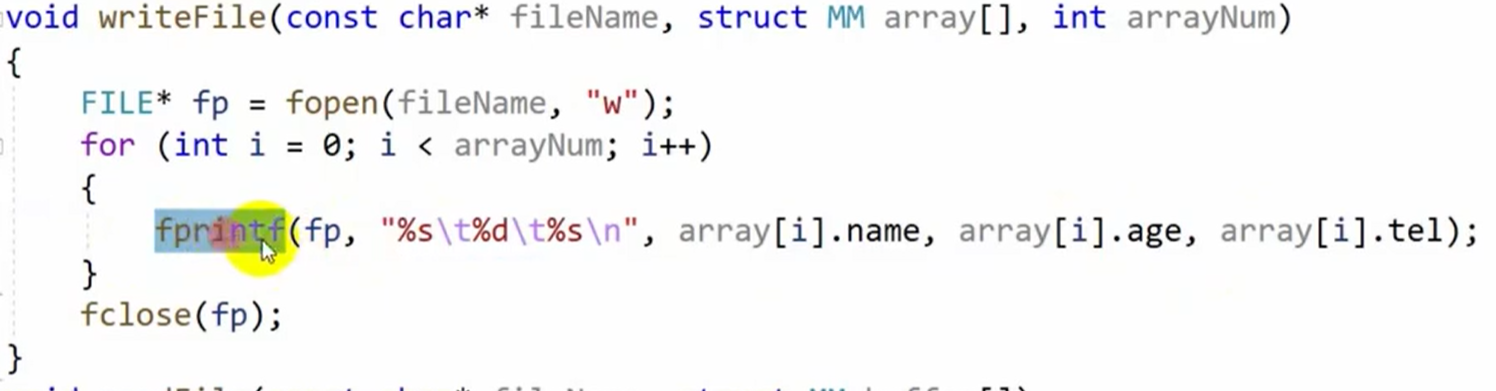 void writeFile(const char* fileName, struct MM array[], int arrayNum)
{
FILE* fp = fopen(fileName, "w");
for (int i = 0; i < arrayNum; i++)
{
fprintf(fp, "%s\t%d\t%s\n", array[i].name, array[i].age, array[i].tel);
}
fclose(fp);
}